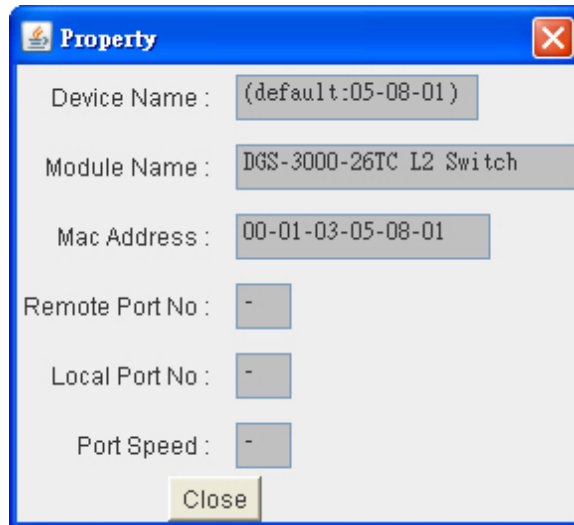 Property
Device Name : (default:05-08-01)
Module Name : DGS-3000-26TC L2 Switch
Mac Address : 00-01-03-05-08-01
Remote Port No : -
Local Port No : -
Port Speed : -
Close